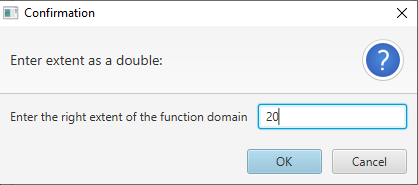 Confirmation
Enter extent as a double:
?
Enter the right extent of the function domain 20
OK Cancel